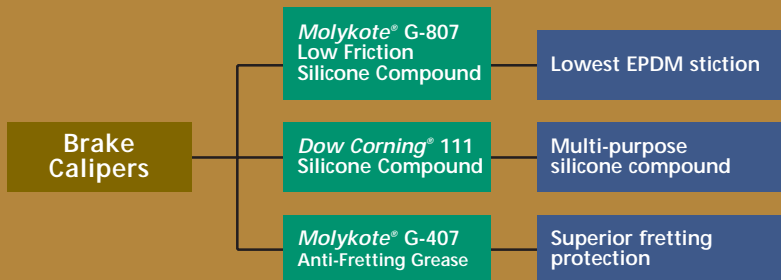 Brake
Calipers
Molykote® G-807
Low Friction
Silicone Compound
Lowest EPDM stiction
Dow Corning® 111
Silicone Compound
Multi-purpose
silicone compound
Molykote® G-407
Anti-Fretting Grease
Superior fretting
protection